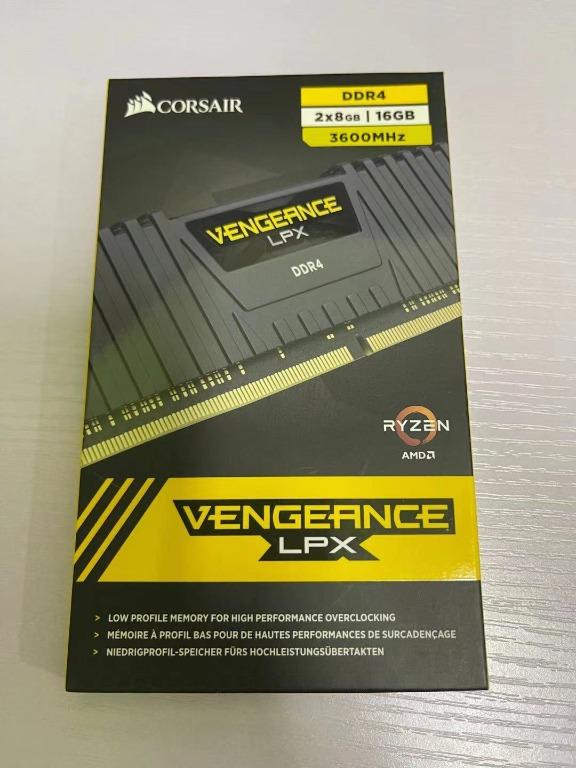 CORSAIR
DDR4
2x8GB | 16GB
3600MHz
VENGEANCE
LPX
DDR4
RYZEN
AMD
VENGEANCE
LPX
> LOW PROFILE MEMORY FOR HIGH PERFORMANCE OVERCLOCKING
> MÉMOIRE À PROFIL BAS POUR DE HAUTES PERFORMANCES DE SURCADENÇAGE
> NIEDRIGPROFIL-SPEICHER FÜRS HOCHLEISTUNGSÜBERTAKTEN